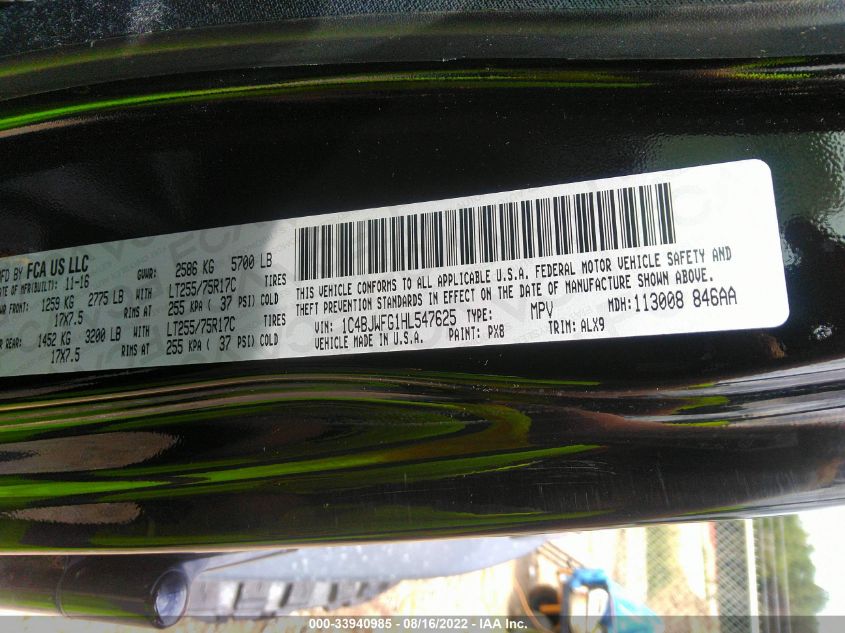 MFD BY FCA US LLC
DATE OF MFR(BUILT): 11-16 GVWR: 2586 KG 5700 LB
GAWR FRONT: 1259 KG 2775 LB WITH LT255/75R17C TIRES
17X7.5 RIMS AT 255 KPA ( 37 PSI) COLD
REAR: 1452 KG 3200 LB WITH LT255/75R17C TIRES
17X7.5 RIMS AT 255 KPA ( 37 PSI) COLD
THIS VEHICLE CONFORMS TO ALL APPLICABLE U.S.A. FEDERAL MOTOR VEHICLE SAFETY AND
THEFT PREVENTION STANDARDS IN EFFECT ON THE DATE OF MANUFACTURE SHOWN ABOVE.
VIN: 1C4BJWFG1HL547625 TYPE: MPV MDH: 113008 846AA
VEHICLE MADE IN U.S.A. PAINT: PX8 TRIM: ALX9
000-33940985 - 08/16/2022 - IAA Inc.